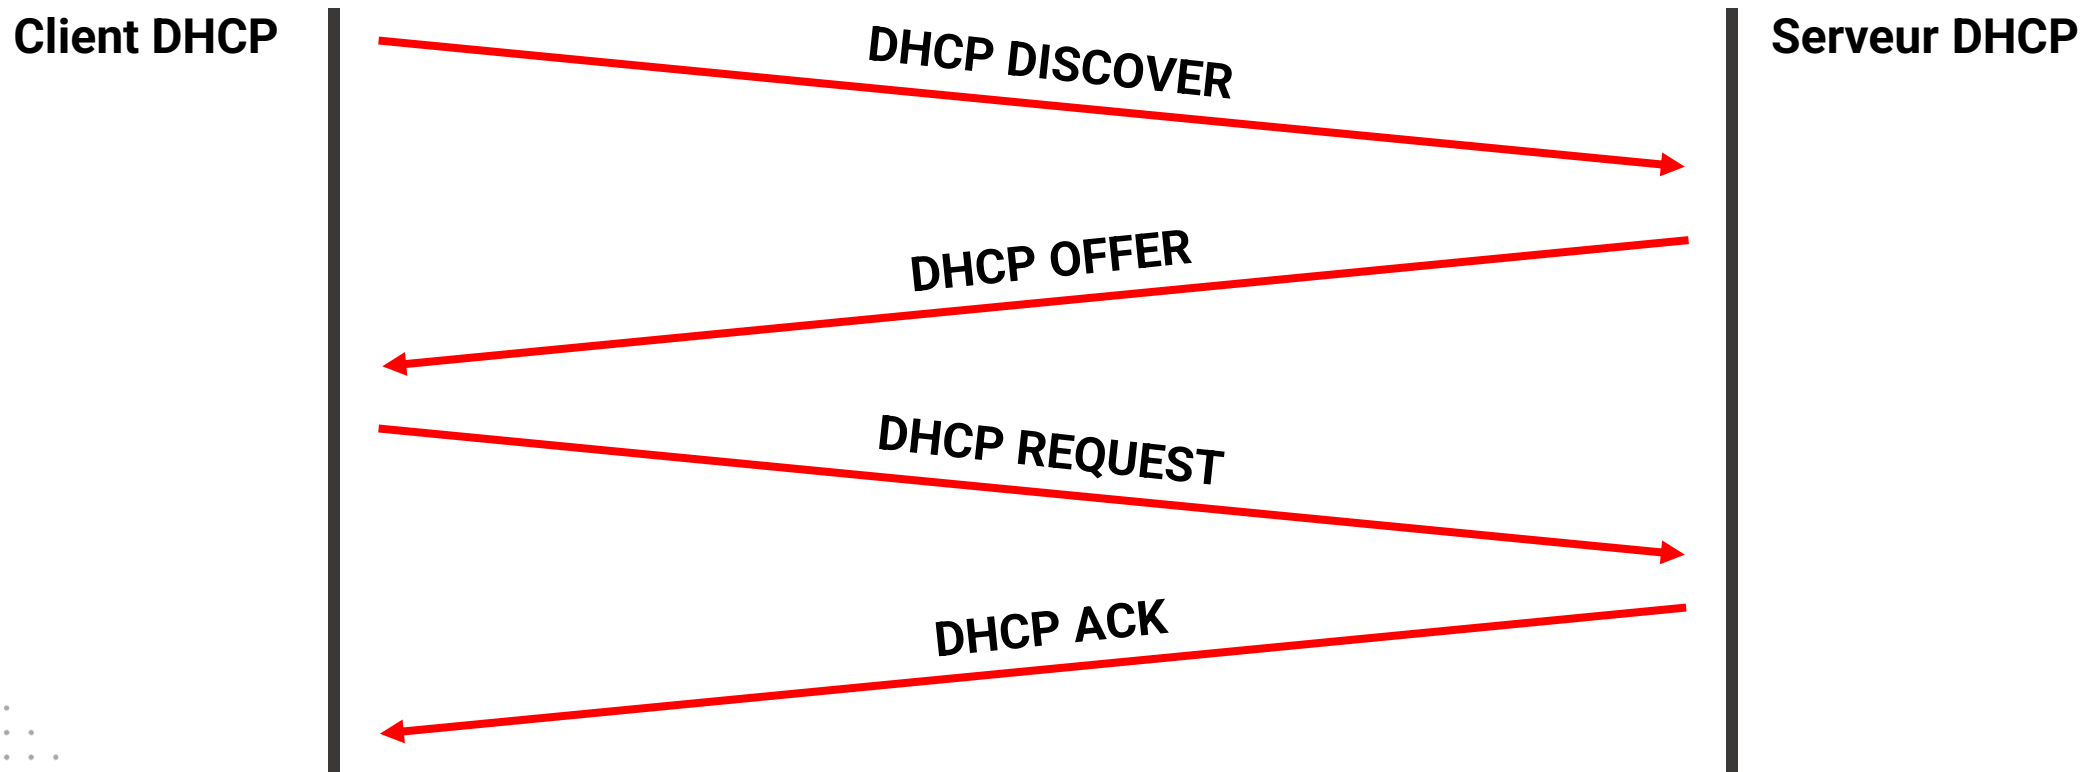 Client DHCP
Serveur DHCP
DHCP DISCOVER
DHCP OFFER
DHCP REQUEST
DHCP ACK